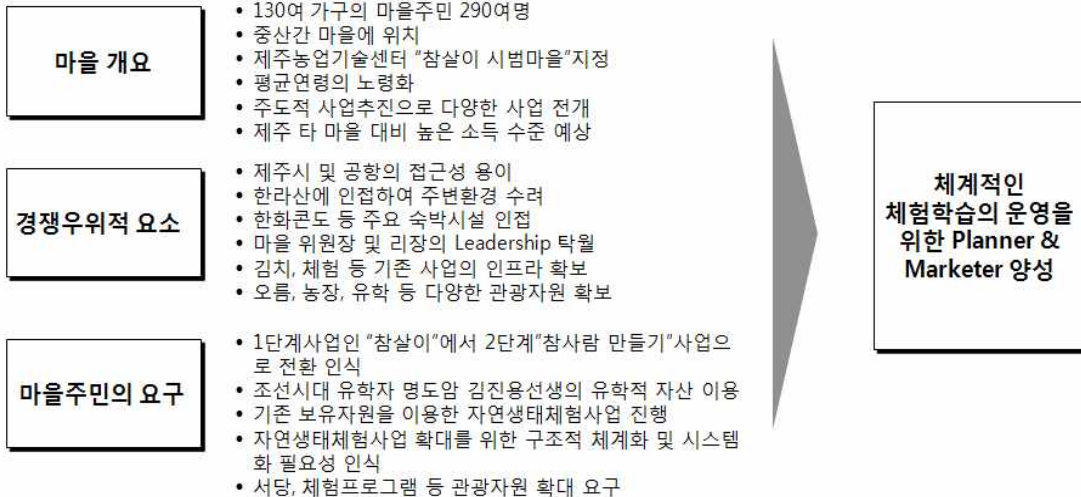 마을 개요
• 130여 가구의 마을주민 290여명
• 중산간 마을에 위치
• 제주농업기술센터 "참살이 시범마을"지정
• 평균연령의 노령화
• 주도적 사업추진으로 다양한 사업 전개
• 제주 타 마을 대비 높은 소득 수준 예상
경쟁우위적 요소
• 제주시 및 공항의 접근성 용이
• 한라산에 인접하여 주변환경 수려
• 한화콘도 등 주요 숙박시설 인접
• 마을 위원장 및 리장의 Leadership 탁월
• 김치, 체험 등 기존 사업의 인프라 확보
• 오름, 농장, 유학 등 다양한 관광자원 확보
마을주민의 요구
• 1단계사업인 "참살이"에서 2단계"참사람 만들기"사업으
로 전환 인식
• 조선시대 유학자 명도암 김진용선생의 유학적 자산 이용
• 기존 보유자원을 이용한 자연생태체험사업 진행
• 자연생태체험사업 확대를 위한 구조적 체계화 및 시스템
화 필요성 인식
• 서당, 체험프로그램 등 관광자원 확대 요구
체계적인
체험학습의 운영을
위한 Planner &
Marketer 양성